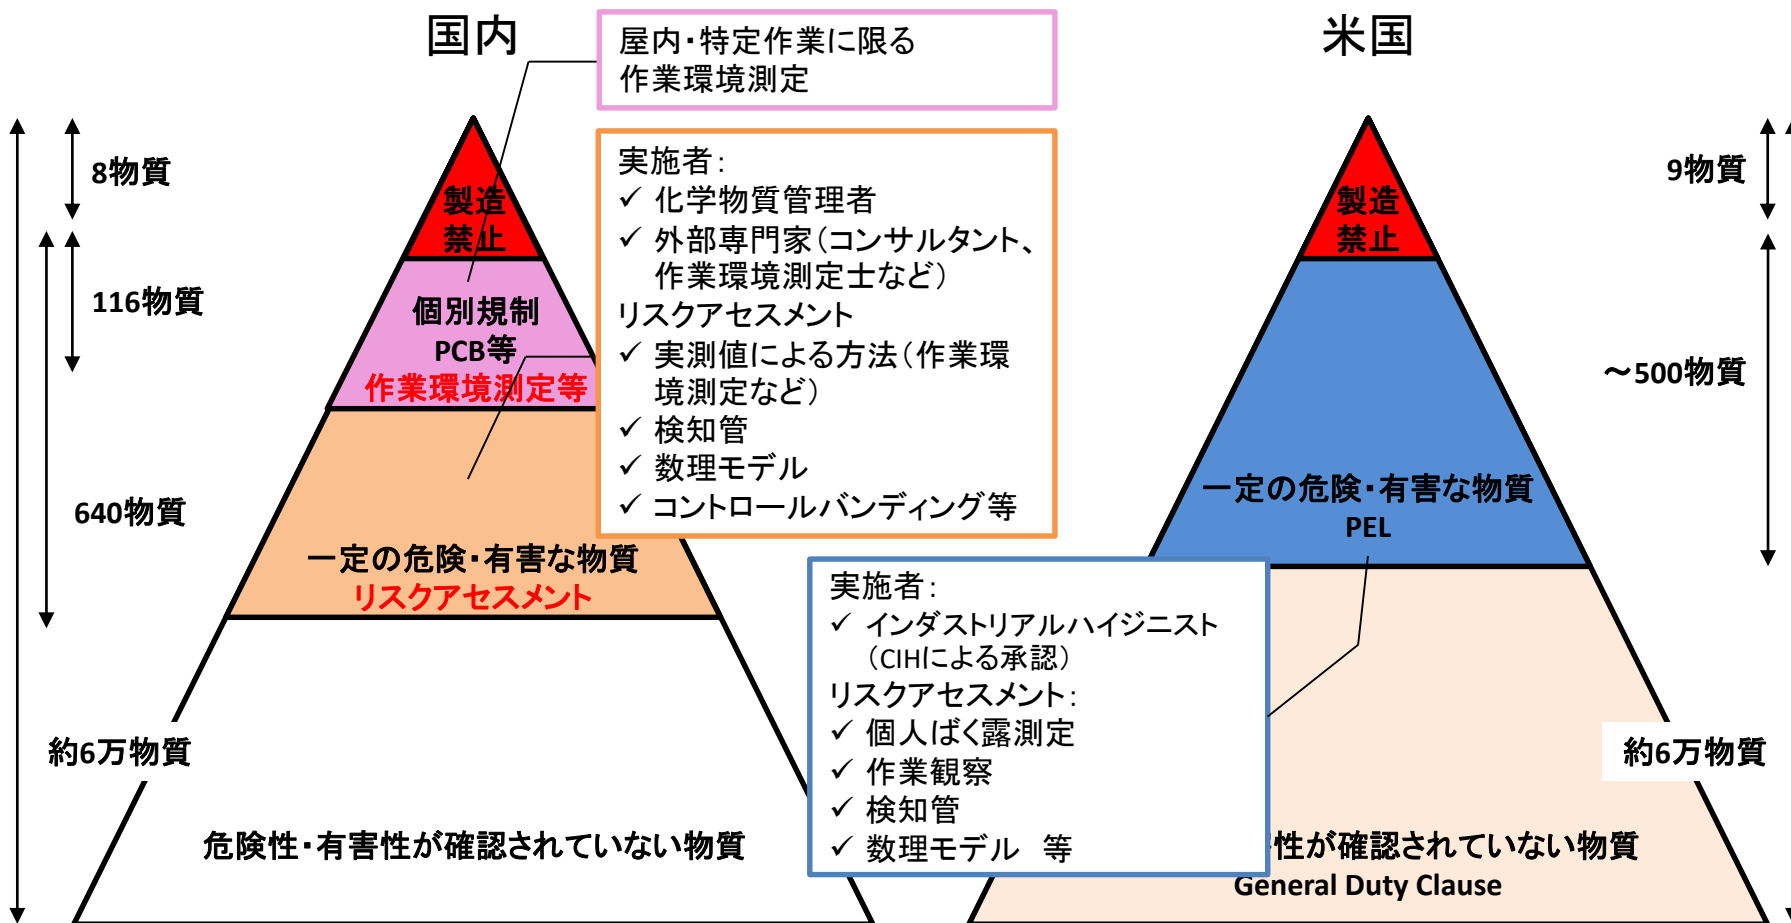 国内
屋内・特定作業に限る
作業環境測定
8物質
116物質
640物質
約6万物質
製造
禁止
個別規制
PCB等
作業環境測定等
一定の危険・有害な物質
リスクアセスメント
危険性・有害性が確認されていない物質
実施者：
✓ 化学物質管理者
✓ 外部専門家（コンサルタント、
作業環境測定士など）
リスクアセスメント
✓ 実測値による方法（作業環
境測定など）
✓ 検知管
✓ 数理モデル
✓ コントロールバンディング等
米国
9物質
～500物質
約6万物質
製造
禁止
一定の危険・有害な物質
PEL
実施者：
✓ インダストリアルハイジニスト
（CIHによる承認）
リスクアセスメント：
✓ 個人ばく露測定
✓ 作業観察
✓ 検知管
✓ 数理モデル 等
性が確認されていない物質
General Duty Clause